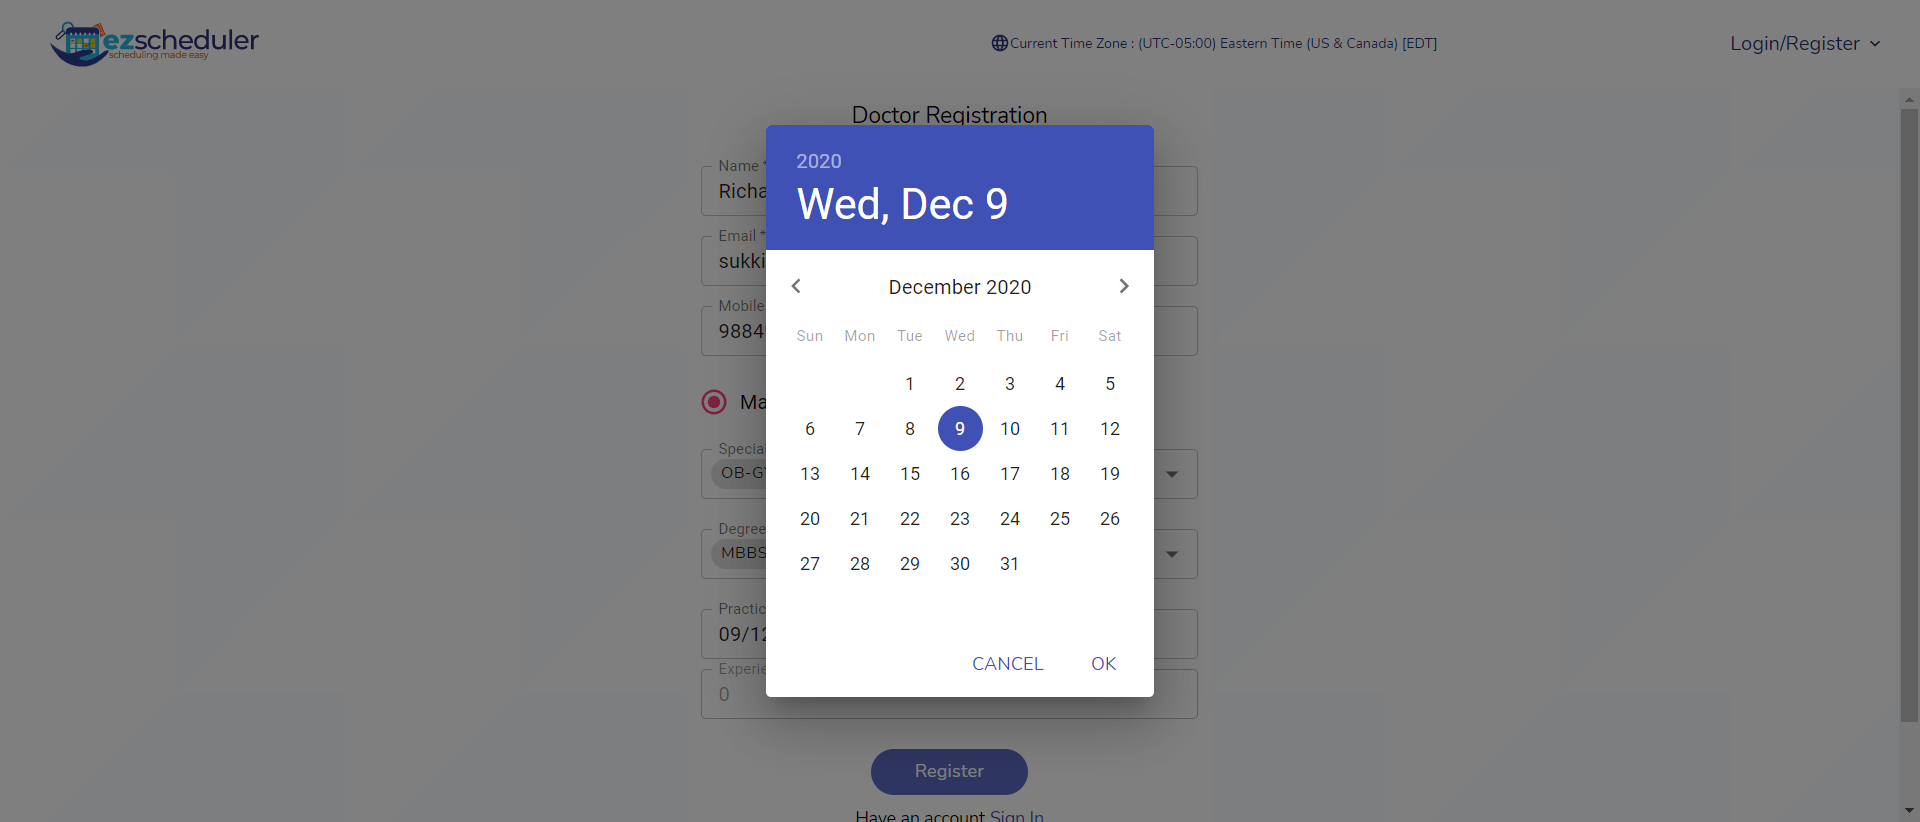 ezscheduler
scheduling made easy
Current Time Zone : (UTC-05:00) Eastern Time (US & Canada) [EDT]
Login/Register
Doctor Registration
Name *
Richa
Email *
sukki
Mobile
9884
Ma
Special
OB-G
Degree
MBBS
Practic
09/12
Experie
0
2020
Wed, Dec 9
December 2020
Sun Mon Tue Wed Thu Fri Sat
1 2 3 4 5
6 7 8 9 10 11 12
13 14 15 16 17 18 19
20 21 22 23 24 25 26
27 28 29 30 31
CANCEL OK
Register
Have an account Sign In